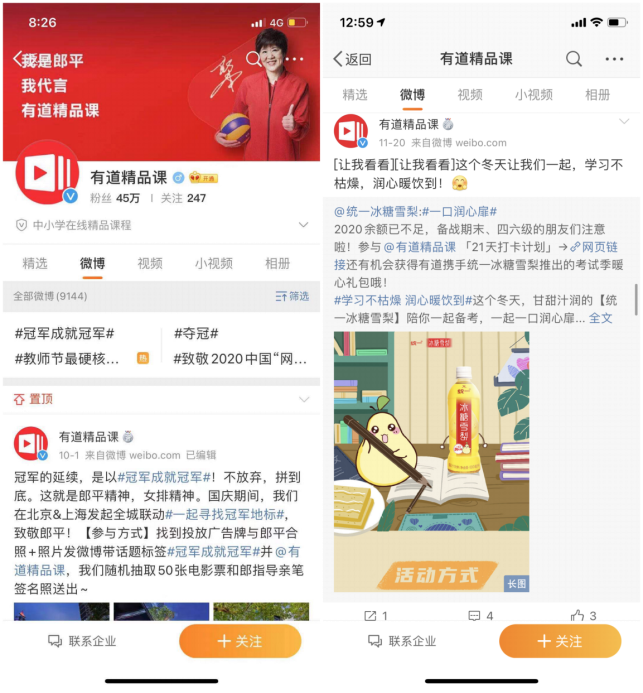 8:26
4G
我是郎平
我代言
有道精品课
有道精品课
开通
粉丝 45万 | 关注 247
中小学在线精品课程
精选 微博 视频 小视频 相册
全部微博(9144)
筛选
#冠军成就冠军#
#夺冠#
#教师节最硬核...
热
#致敬2020中国“网...
置顶
有道精品课
10-1 来自微博 weibo.com 已编辑
冠军的延续，是以#冠军成就冠军#！不放弃，拼到
底。这就是郎平精神，女排精神。国庆期间，我们
在北京&上海发起全城联动#一起寻找冠军地标#，
致敬郎平！【参与方式】找到投放广告牌与郎平合
照+照片发微博带话题标签#冠军成就冠军#并@有
道精品课，我们随机抽取50张电影票和郎指导亲笔
签名照送出~
联系企业
+关注
12:59
返回
有道精品课
精选 微博 视频 小视频 相册
有道精品课
11-20 来自微博 weibo.com
[让我看看][让我看看]这个冬天让我们一起，学习不
枯燥，润心暖饮到！
@统一冰糖雪梨:#一口润心扉#
2020余额已不足，备战期末、四六级的朋友们注意
啦！参与 @有道精品课 「21天打卡计划」→网页链
接还有机会获得有道携手统一冰糖雪梨推出的考试季暖
心礼包哦！
#学习不枯燥 润心暖饮到#这个冬天，甘甜汁润的【统
一冰糖雪梨】陪你一起备考，一起一口润心扉... 全文
统一
冰糖雪梨
冰糖雪梨
活动方式
长图
1
4
3
联系企业
+关注